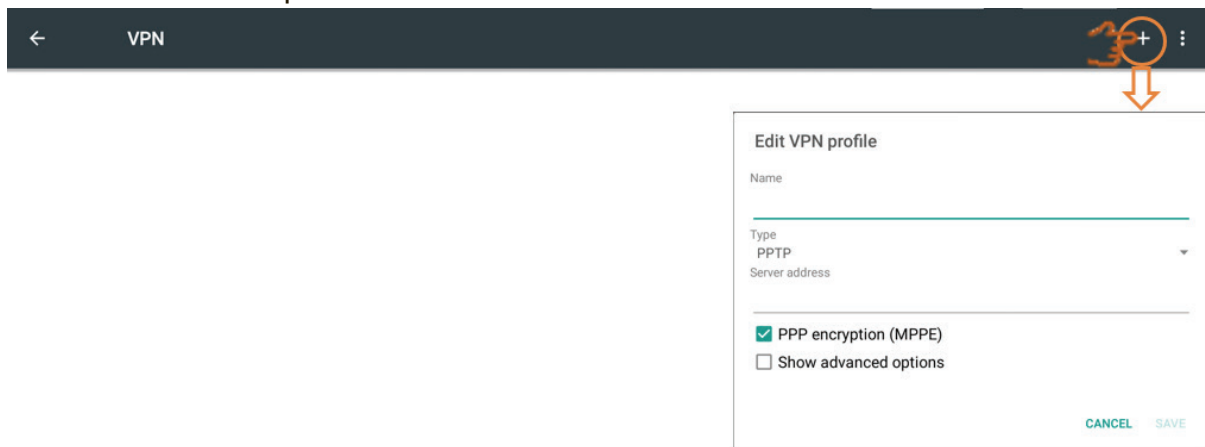 VPN
Edit VPN profile
Name
Type
PPTP
Server address
PPP encryption (MPPE)
Show advanced options
CANCEL SAVE